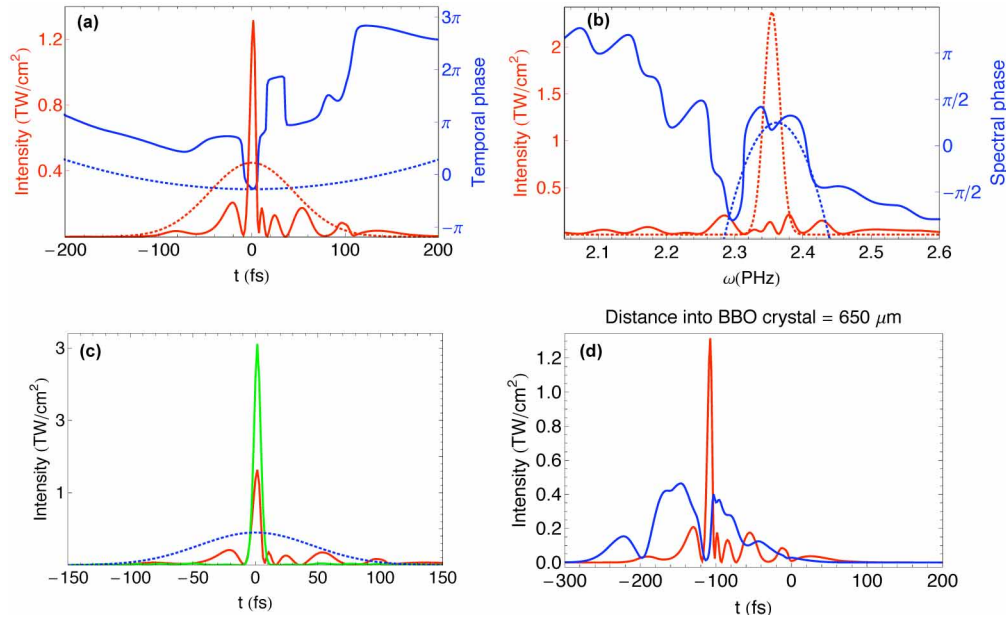 (a)
Intensity (TW/cm²)
1.2
0.8
0.4
−200
−100
0
100
200
t (fs)
3π
2π
π
0
−π
Temporal phase
(b)
Intensity (TW/cm²)
2
1.5
1
0.5
2.1
2.2
2.3
2.4
2.5
2.6
ω(PHz)
π
π/2
0
−π/2
Spectral phase
(c)
Intensity (TW/cm²)
3
3
1
−150
−100
−50
0
50
100
150
t (fs)
Distance into BBO crystal = 650 μm
(d)
Intensity (TW/cm²)
1.2
1.0
0.8
0.6
0.4
0.2
0.0
−300
−200
−100
0
100
200
t (fs)